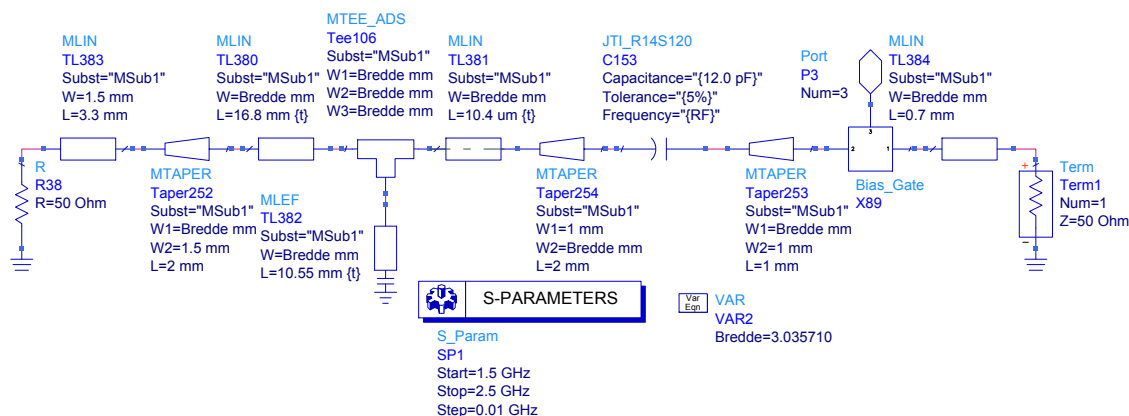 MLIN
TL383
Subst="MSub1"
W=1.5 mm
L=3.3 mm
MLIN
TL380
Subst="MSub1"
W=Bredde mm
L=16.8 mm {t}
MTEE_ADS
Tee106
Subst="MSub1"
W1=Bredde mm
W2=Bredde mm
W3=Bredde mm
MLIN
TL381
Subst="MSub1"
W=Bredde mm
L=10.4 um {t}
JTI_R14S120
C153
Capacitance="{12.0 pF}"
Tolerance="{5%}"
Frequency="{RF}"
Port
P3
Num=3
MLIN
TL384
Subst="MSub1"
W=Bredde mm
L=0.7 mm
R
R38
R=50 Ohm
MTAPER
Taper252
Subst="MSub1"
W1=Bredde mm
W2=1.5 mm
L=2 mm
MLEF
TL382
Subst="MSub1"
W=Bredde mm
L=10.55 mm {t}
MTAPER
Taper254
Subst="MSub1"
W1=1 mm
W2=Bredde mm
L=2 mm
MTAPER
Taper253
Subst="MSub1"
W1=Bredde mm
W2=1 mm
L=1 mm
3
2
1
Bias_Gate
X89
+
Term
Term1
Num=1
Z=50 Ohm
S-PARAMETERS
S_Param
SP1
Start=1.5 GHz
Stop=2.5 GHz
Step=0.01 GHz
Var
Eqn
VAR
VAR2
Bredde=3.035710